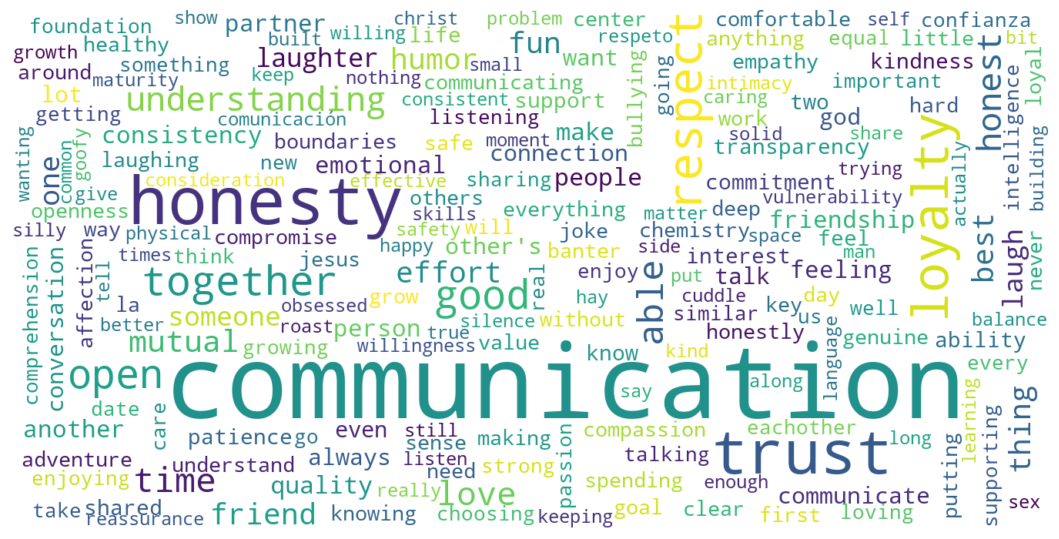 foundation show partner christ problem center comfortable self confianza
growth healthy built willing life fun respeto anything equal little
around something laughter humor small want empathy kindness bit
maturity keep nothing communicating bullying going respect intimacy important honest loyal
lot understanding consistent support caring two hard
getting comunicación listening work god intelligence
wanting common goofy consistency boundaries safe moment make solid transparency share
one laughing new emotional connection trying building
give consideration effective sharing people commitment actually
openness honesty others everything matter deep vulnerability loyalty
silly way physical compromise skills safety will joke chemistry space friendship best laugh never
times think happy other's banter side interest feel man
comprehension conversation tell affection together jesus effort enjoy able put talk feeling
la obsessed grow good real hay cuddle similar key us day well
better someone roast person true silence without honestly language genuine balance
mutual growing willingness value know kind ability every
open communication say along
date care compassion eachother long learning
another patience go even still sense making passion talking trust thing
adventure understand always listen need strong enough putting supporting
enjoying time quality really love spending communicate sex
take shared reassurance friend knowing choosing keeping goal clear first loving